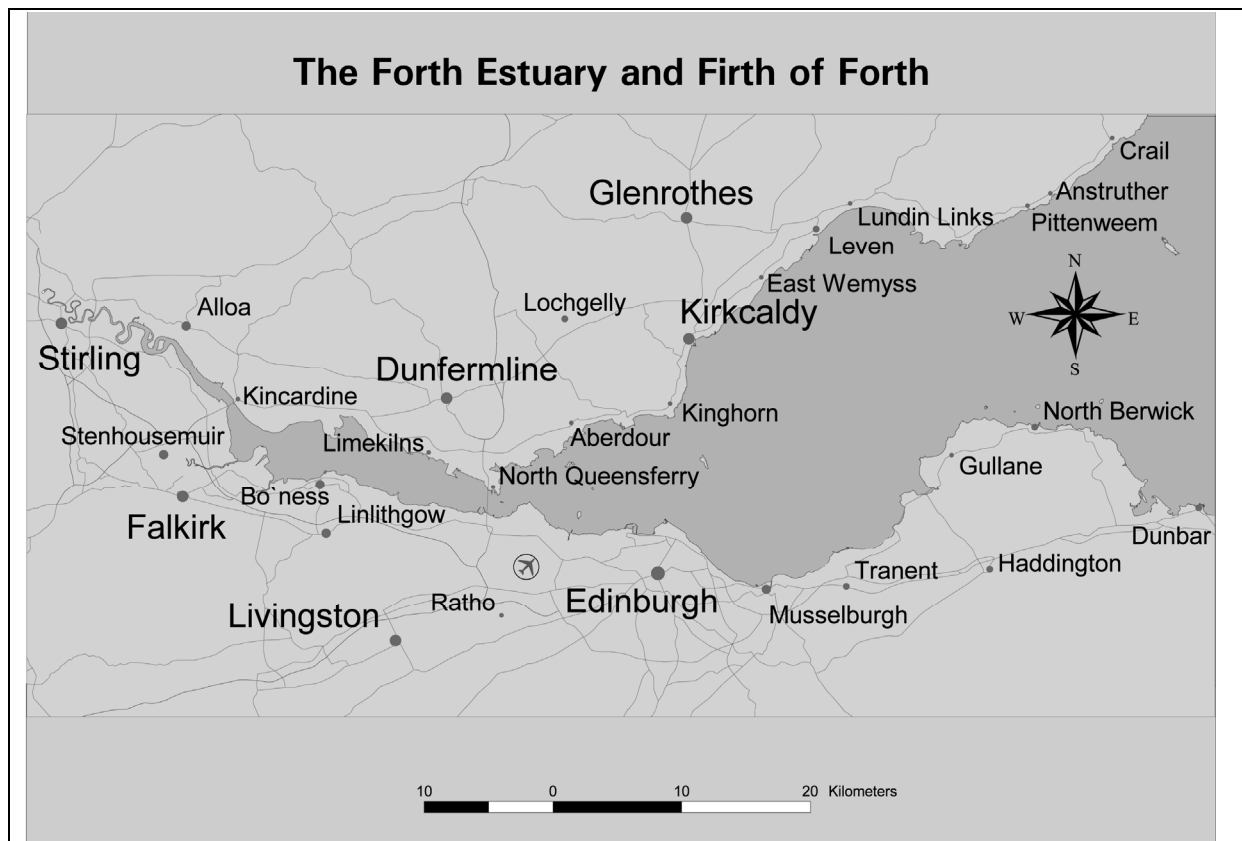 The Forth Estuary and Firth of Forth
Crail
Glenrothes
Anstruther
Lundin Links
Pittenweem
Leven
N
East Wemyss
Alloa
Lochgelly
Kirkcaldy
W
E
Stirling
Dunfermline
S
Kincardine
Kinghorn
North Berwick
Stenhousemuir
Limekilns
Aberdour
Gullane
North Queensferry
Bo`ness
Linlithgow
Falkirk
Dunbar
Haddington
Tranent
Ratho
Edinburgh
Livingston
Musselburgh
10 0 10 20 Kilometers